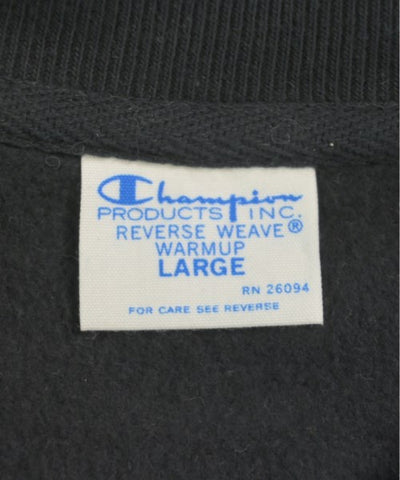 Champion
PRODUCTS INC.
REVERSE WEAVE®
WARMUP
LARGE
RN 26094
FOR CARE SEE REVERSE